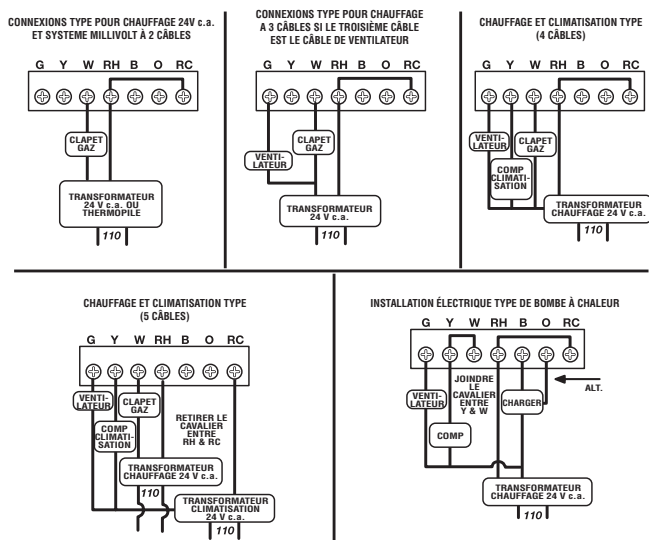 CONNEXIONS TYPE POUR CHAUFFAGE 24V c.a.
ET SYSTEME MILLIVOLT À 2 CÂBLES
G Y W RH B O RC
CLAPET
GAZ
TRANSFORMATEUR
24 V c.a. OU
THERMOPILE
110
CONNEXIONS TYPE POUR CHAUFFAGE
A 3 CÂBLES SI LE TROISIÈME CÂBLE
EST LE CÂBLE DE VENTILATEUR
G Y W RH B O RC
VENTI-
LATEUR
CLAPET
GAZ
TRANSFORMATEUR
24 V c.a.
110
CHAUFFAGE ET CLIMATISATION TYPE
(4 CÂBLES)
G Y W RH B O RC
VENTI-
LATEUR
CLAPET
GAZ
COMP
CLIMATI-
SATION
TRANSFORMATEUR
CHAUFFAGE 24 V c.a.
110
CHAUFFAGE ET CLIMATISATION TYPE
(5 CÂBLES)
G Y W RH B O RC
VENTI-
LATEUR
CLAPET
GAZ
COMP
CLIMATI-
SATION
RETIRER LE
CAVALIER
ENTRE
RH & RC
TRANSFORMATEUR
CHAUFFAGE 24 V c.a.
110
TRANSFORMATEUR
CLIMATISATION
24 V c.a.
110
INSTALLATION ÉLECTRIQUE TYPE DE BOMBE À CHALEUR
G Y W RH B O RC
VENTI-
LATEUR
JOINDRE
LE
CAVALIER
ENTRE
Y & W
CHARGER
ALT.
COMP
TRANSFORMATEUR
CHAUFFAGE 24 V c.a.
110